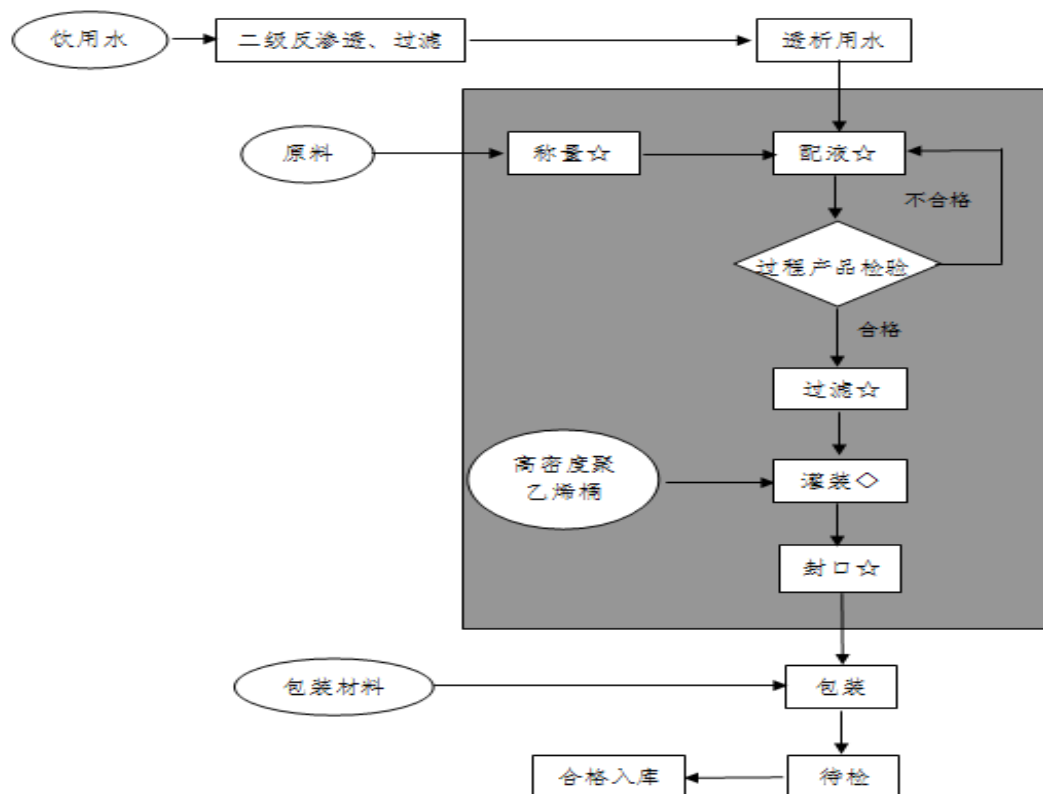 饮用水
二级反渗透、过滤
透析用水
原料
称量☆
配液☆
不合格
过程产品检验
合格
过滤☆
高密度聚
乙烯桶
灌装◇
封口☆
包装材料
包装
合格入库
待检